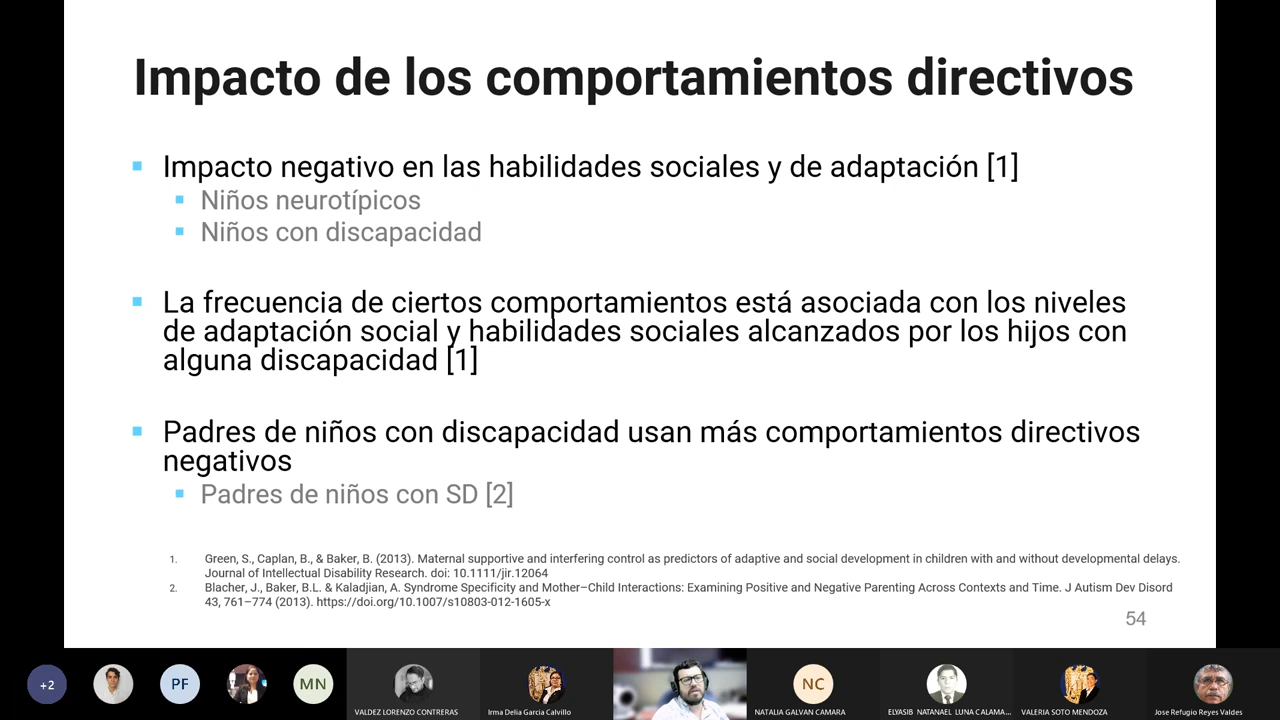 Impacto de los comportamientos directivos
Impacto negativo en las habilidades sociales y de adaptación [1]
Niños neurotípicos
Niños con discapacidad
La frecuencia de ciertos comportamientos está asociada con los niveles
de adaptación social y habilidades sociales alcanzados por los hijos con
alguna discapacidad [1]
Padres de niños con discapacidad usan más comportamientos directivos
negativos
Padres de niños con SD [2]
1. Green, S., Caplan, B., & Baker, B. (2013). Maternal supportive and interfering control as predictors of adaptive and social development in children with and without developmental delays.
Journal of Intellectual Disability Research. doi: 10.1111/jir.12064
2. Blacher, J., Baker, B.L. & Kaladjian, A. Syndrome Specificity and Mother–Child Interactions: Examining Positive and Negative Parenting Across Contexts and Time. J Autism Dev Disord
43, 761–774 (2013). https://doi.org/10.1007/s10803-012-1605-x
54
+2
PF
MN
VALDEZ LORENZO CONTRERAS
Irma Delia Garcia Calvillo
NC
NATALIA GALVAN CAMARA
ELYASIB NATANAEL LUNA CALAMA...
VALERIA SOTO MENDOZA
Jose Refugio Reyes Valdes